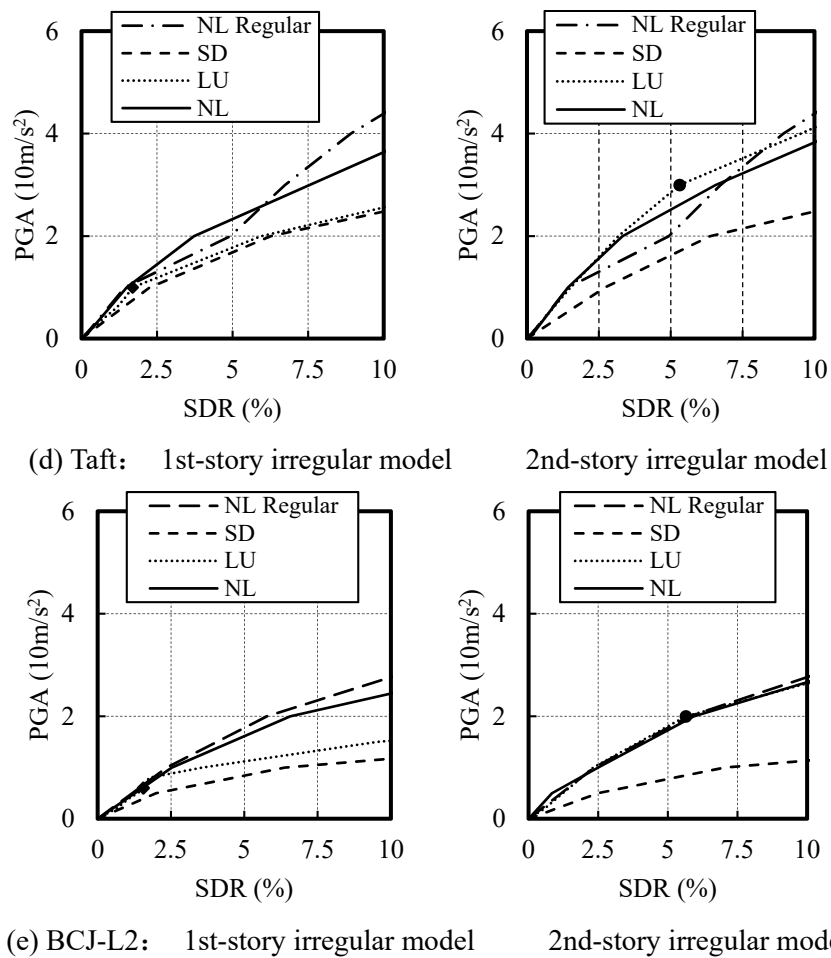 NL Regular
SD
LU
NL
PGA (10m/s²)
6
4
2
0
0 2.5 5 7.5 10
SDR (%)
NL Regular
SD
LU
NL
PGA (10m/s²)
6
4
2
0
0 2.5 5 7.5 10
SDR (%)
(d) Taft： 1st-story irregular model 2nd-story irregular model
NL Regular
SD
LU
NL
PGA (10m/s²)
6
4
2
0
0 2.5 5 7.5 10
SDR (%)
NL Regular
SD
LU
NL
PGA (10m/s²)
6
4
2
0
0 2.5 5 7.5 10
SDR (%)
(e) BCJ-L2： 1st-story irregular model 2nd-story irregular mode